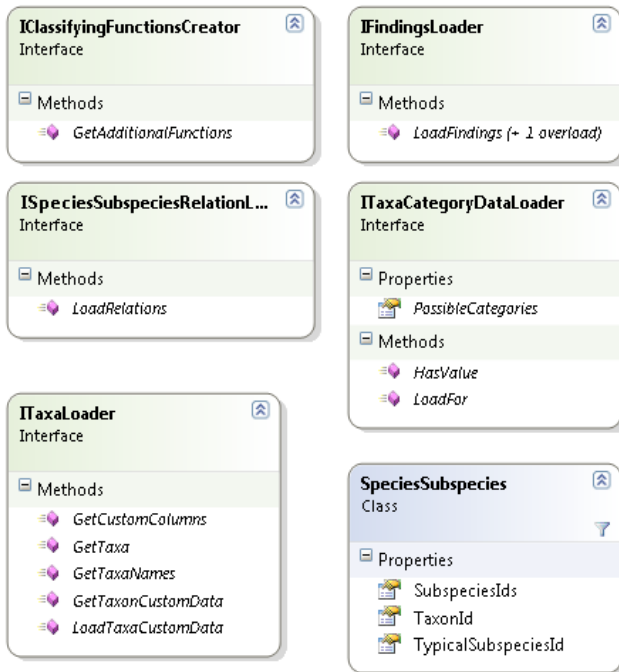 IClassifyingFunctionsCreator
Interface
Methods
GetAdditionalFunctions
IFindingsLoader
Interface
Methods
LoadFindings (+ 1 overload)
ISpeciesSubspeciesRelationL...
Interface
Methods
LoadRelations
ITaxaCategoryDataLoader
Interface
Properties
PossibleCategories
Methods
HasValue
LoadFor
ITaxaLoader
Interface
Methods
GetCustomColumns
GetTaxa
GetTaxaNames
GetTaxonCustomData
LoadTaxaCustomData
SpeciesSubspecies
Class
Properties
SubspeciesIds
TaxonId
TypicalSubspeciesId